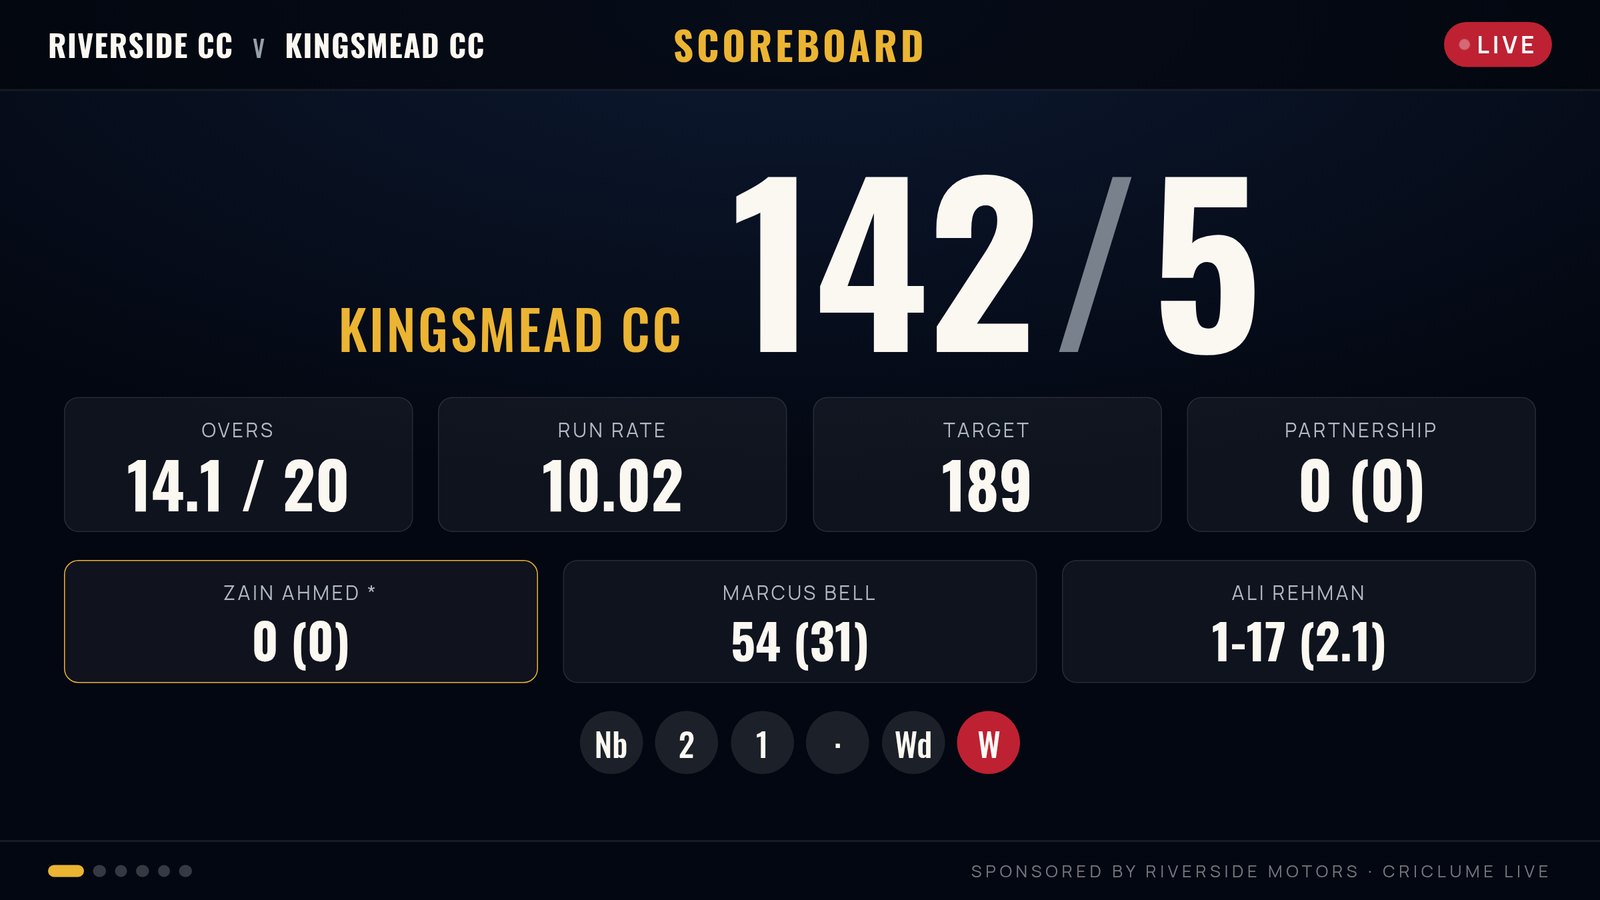 RIVERSIDE CC V KINGSMEAD CC
SCOREBOARD
LIVE
KINGSMEAD CC 142/5
OVERS
14.1 / 20
RUN RATE
10.02
TARGET
189
PARTNERSHIP
0 (0)
ZAIN AHMED *
0 (0)
MARCUS BELL
54 (31)
ALI REHMAN
1-17 (2.1)
Nb 2 1 · Wd W
SPONSORED BY RIVERSIDE MOTORS · CRICLUME LIVE